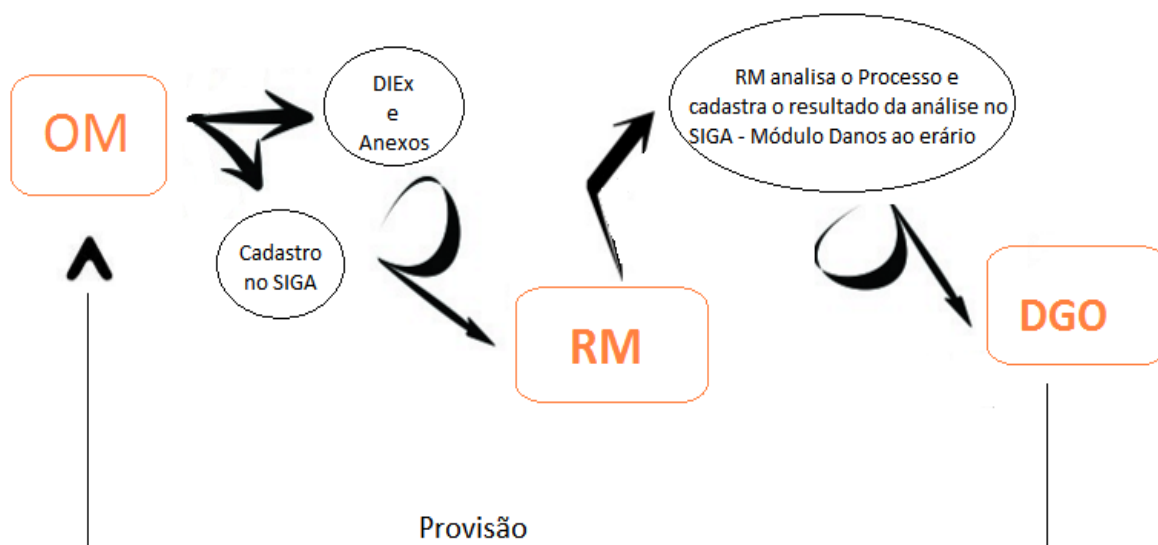 OM
DIEx
e
Anexos
Cadastro
no SIGA
RM
RM analisa o Processo e
cadastra o resultado da análise no
SIGA - Módulo Danos ao erário
DGO
Provisão